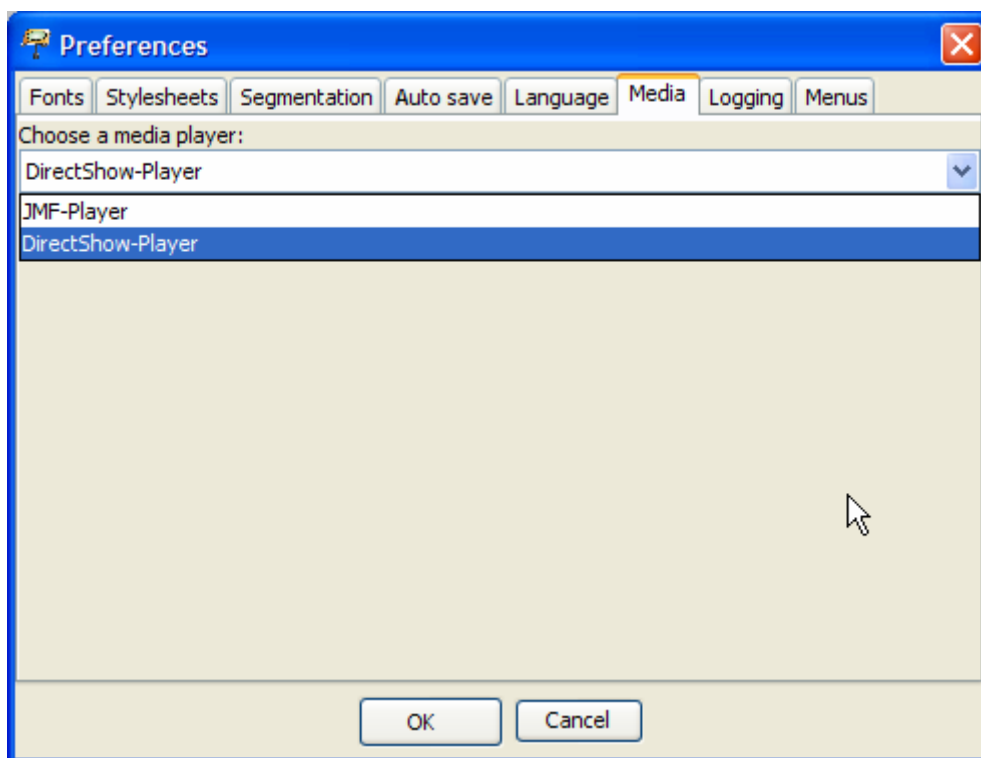 Preferences
Fonts Stylesheets Segmentation Auto save Language Media Logging Menus
Choose a media player:
DirectShow-Player
JMF-Player
DirectShow-Player
OK Cancel